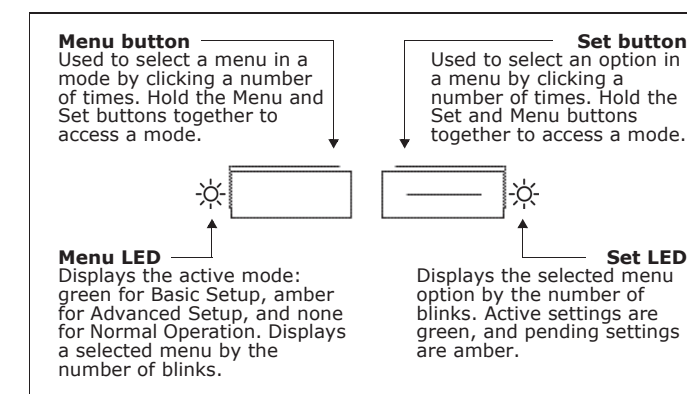 Menu button
Used to select a menu in a
mode by clicking a number
of times. Hold the Menu and
Set buttons together to
access a mode.
Set button
Used to select an option in
a menu by clicking a
number of times. Hold the
Set and Menu buttons
together to access a mode.
Menu LED
Displays the active mode:
green for Basic Setup, amber
for Advanced Setup, and none
for Normal Operation. Displays
a selected menu by the
number of blinks.
Set LED
Displays the selected menu
option by the number of
blinks. Active settings are
green, and pending settings
are amber.